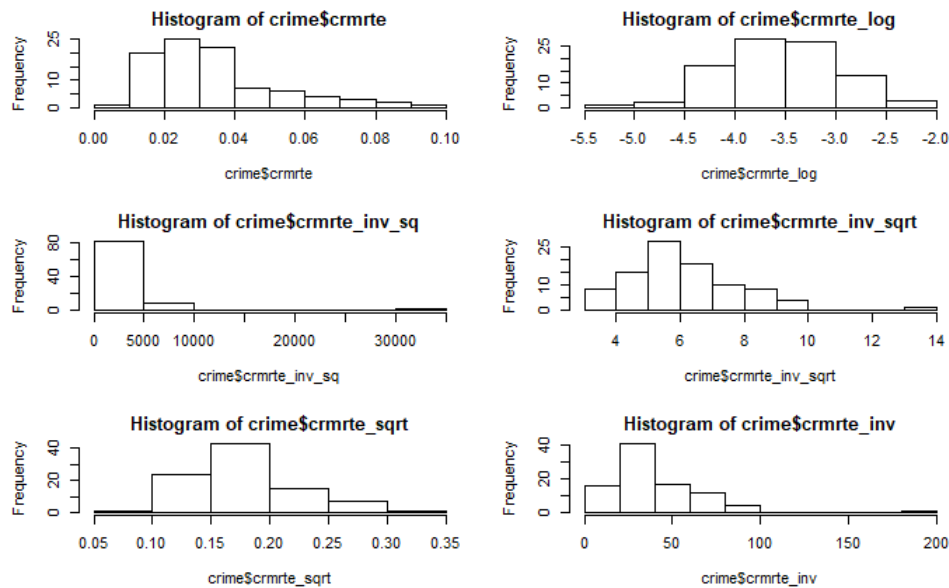 Histogram of crime$crmrte
Frequency
0 10 25
0.00 0.02 0.04 0.06 0.08 0.10
crime$crmrte
Histogram of crime$crmrte_log
Frequency
0 10 25
-5.5 -5.0 -4.5 -4.0 -3.5 -3.0 -2.5 -2.0
crime$crmrte_log
Histogram of crime$crmrte_inv_sq
Frequency
0 40 80
0 5000 10000 20000 30000
crime$crmrte_inv_sq
Histogram of crime$crmrte_inv_sqrt
Frequency
0 10 25
4 6 8 10 12 14
crime$crmrte_inv_sqrt
Histogram of crime$crmrte_sqrt
Frequency
0 20 40
0.05 0.10 0.15 0.20 0.25 0.30 0.35
crime$crmrte_sqrt
Histogram of crime$crmrte_inv
Frequency
0 20 40
0 50 100 150 200
crime$crmrte_inv